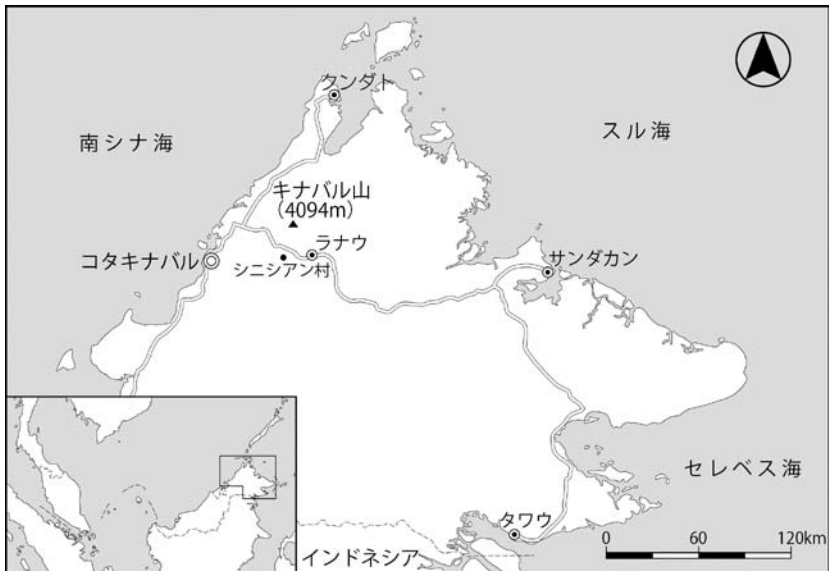 クンダト
南シナ海
スル海
キナバル山
（4094m）
コタキナバル
ラナウ
シニシアン村
サンダカン
セレベス海
タワウ
インドネシア
0 60 120km